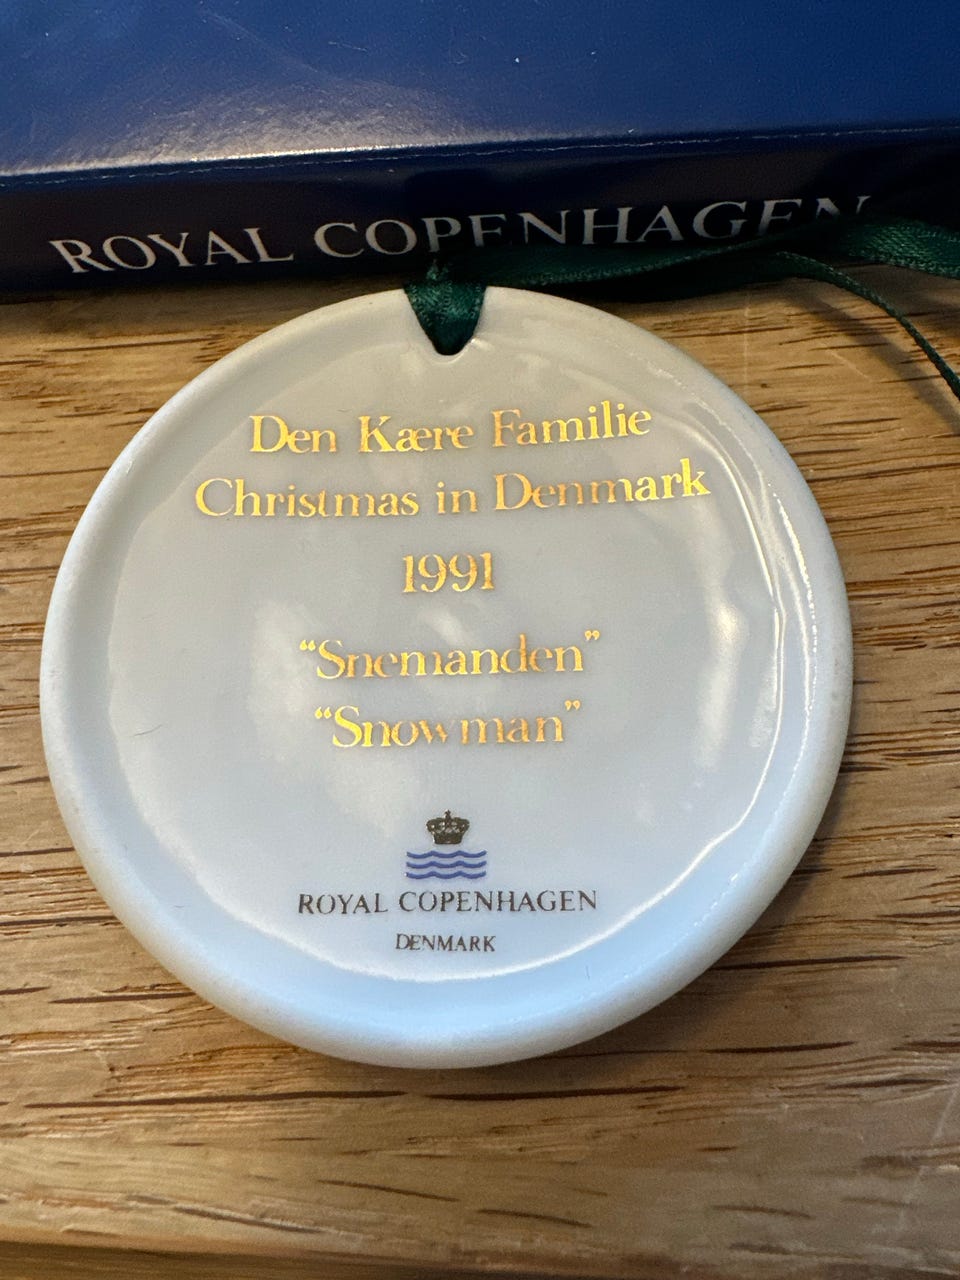 ROYAL COPENHAGEN
Den Kære Familie
Christmas in Denmark
1991
“Snemanden”
“Snowman”
ROYAL COPENHAGEN
DENMARK